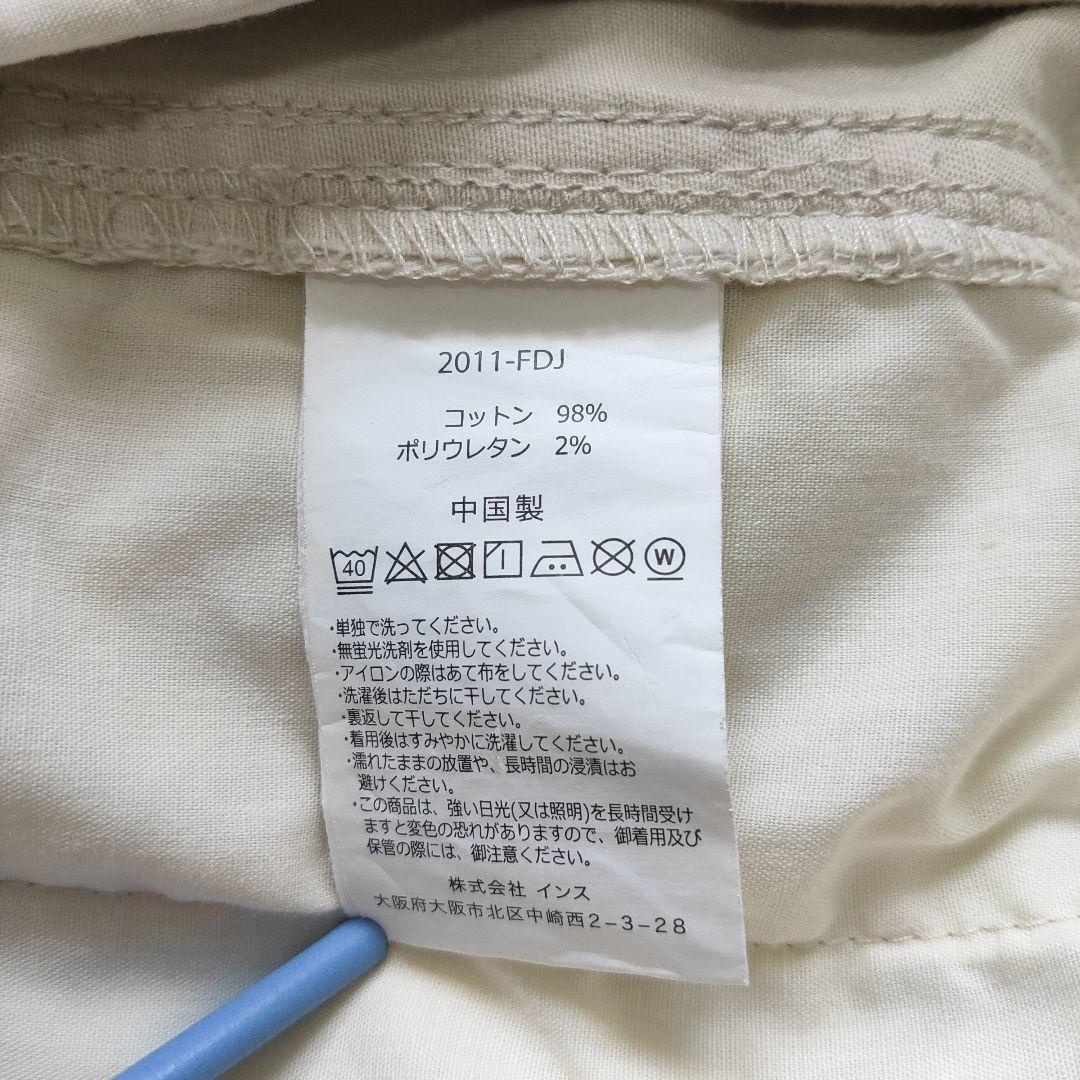 2011-FDJ
コットン 98%
ポリウレタン 2%
中国製
40 W
・単独で洗ってください。
・無蛍光洗剤を使用してください。
・アイロンの際はあて布をしてください。
・洗濯後はただちに干してください。
・裏返して干してください。
・着用後はすみやかに洗濯してください。
・濡れたままの放置や、長時間の浸漬はお
避けください。
・この商品は、強い日光(又は照明)を長時間受け
ますと変色の恐れがありますので、御着用及び
保管の際には、御注意ください。
株式会社 インス
大阪府大阪市北区中崎西2-3-28